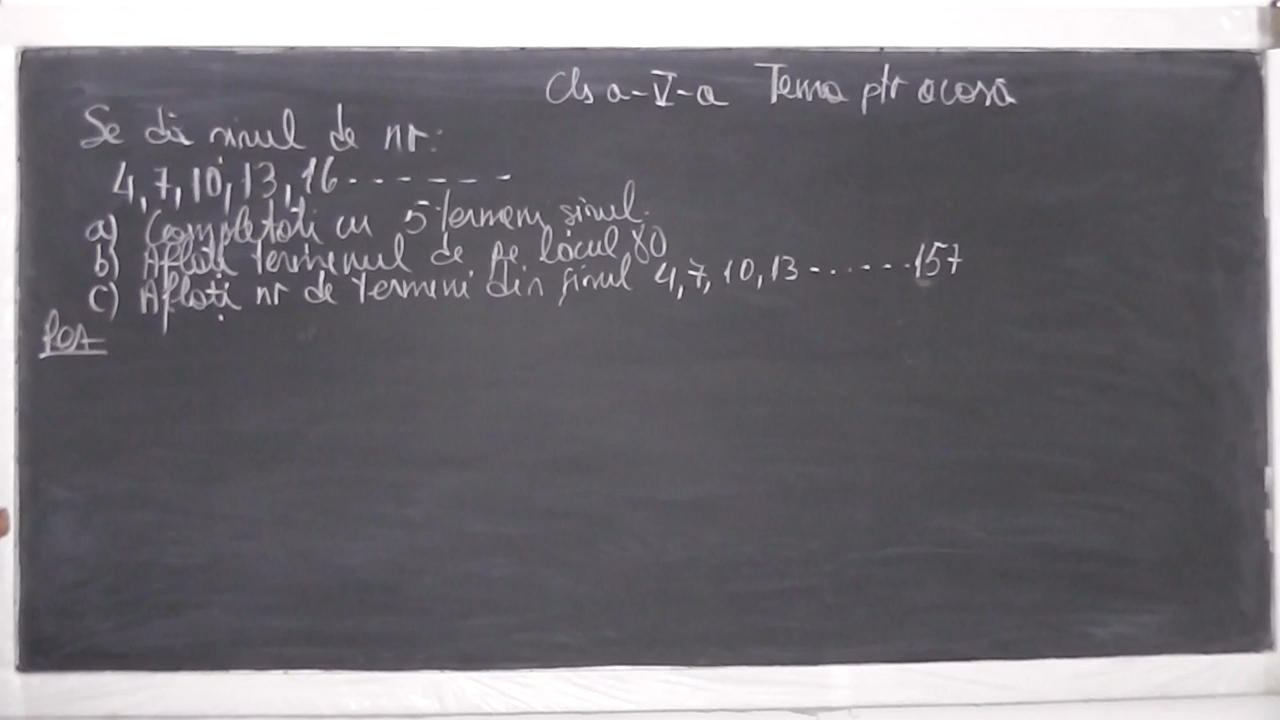 Cls a-V-a Tema ptr acasă
Se dă șirul de nr:
4, 7, 10, 13, 16 - - - - - - -
a) Completați cu 5 termeni șirul.
b) Aflați termenul de pe locul 80
c) Aflați nr de termeni din șirul 4, 7, 10, 13 - - . . . . . . 157